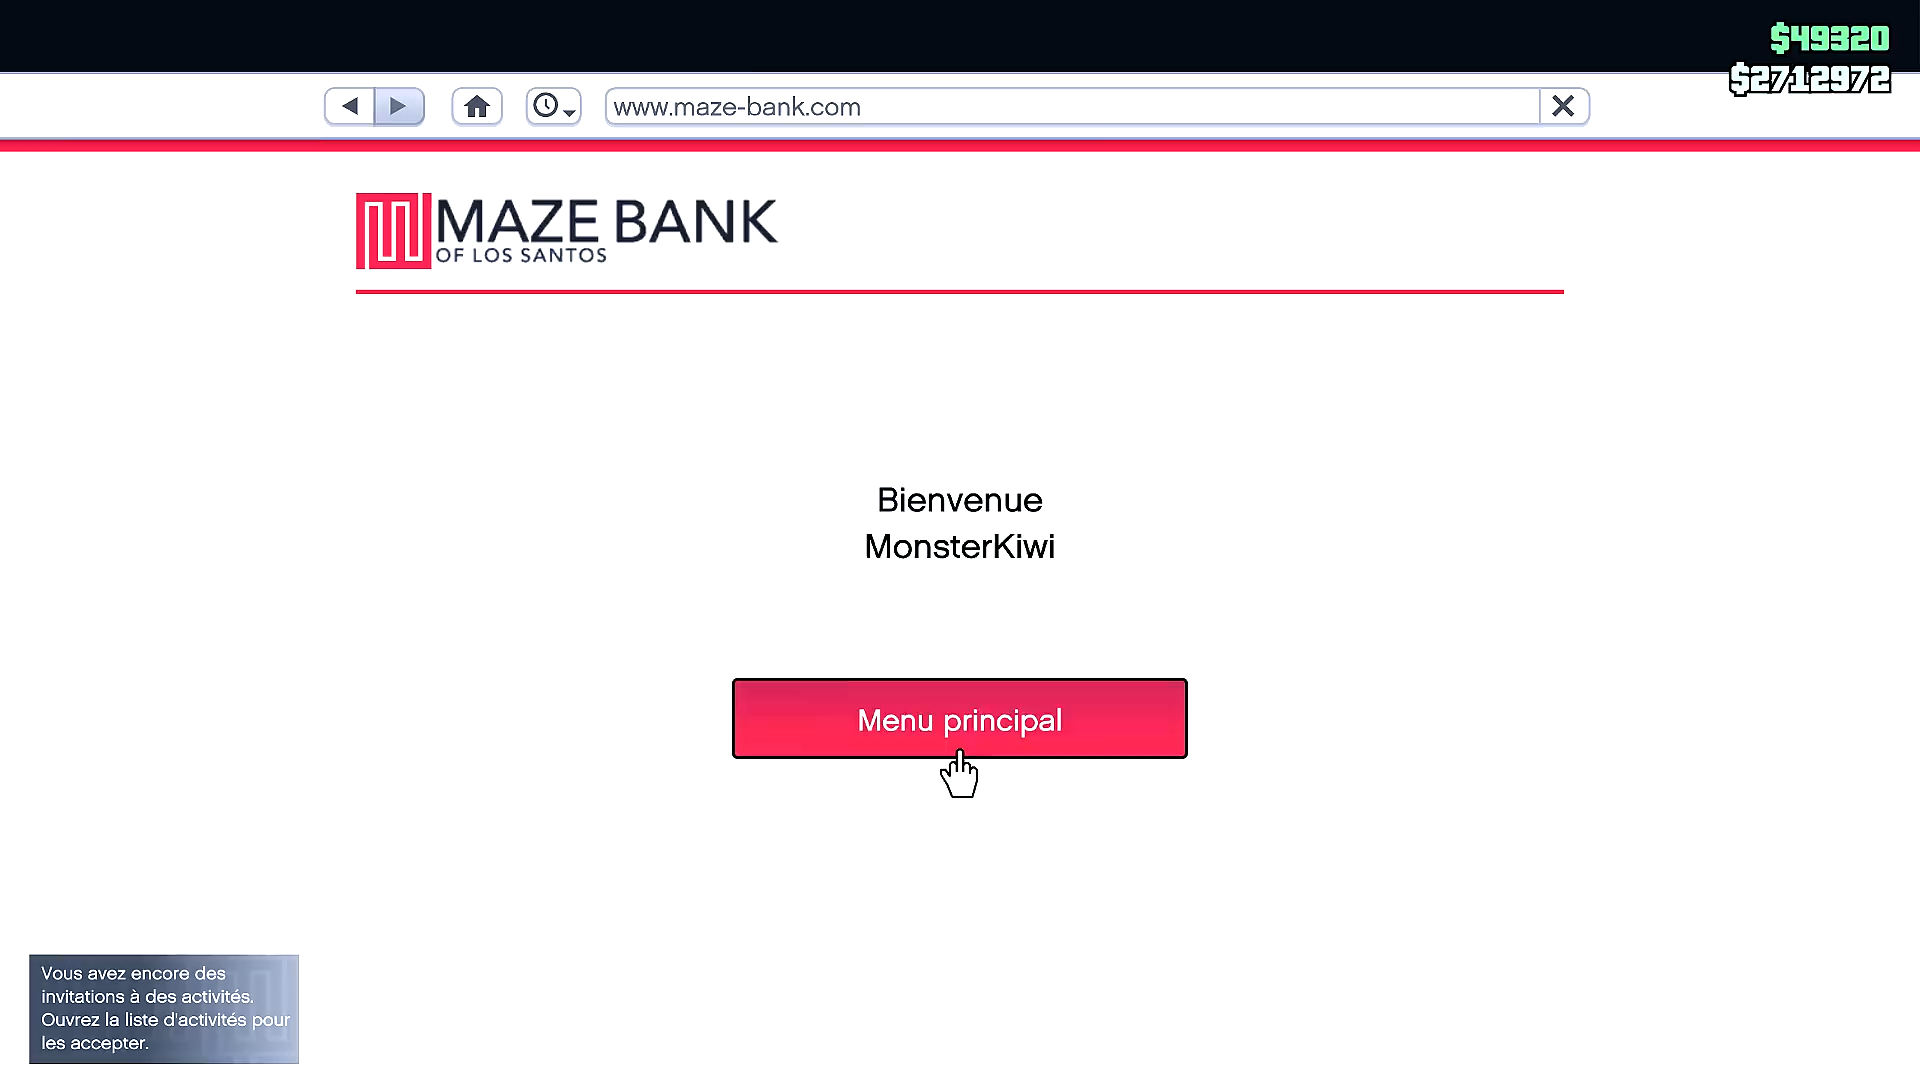 $49320
$2712972
www.maze-bank.com
MAZE BANK
OF LOS SANTOS
Bienvenue
MonsterKiwi
Menu principal
Vous avez encore des
invitations à des activités.
Ouvrez la liste d'activités pour
les accepter.